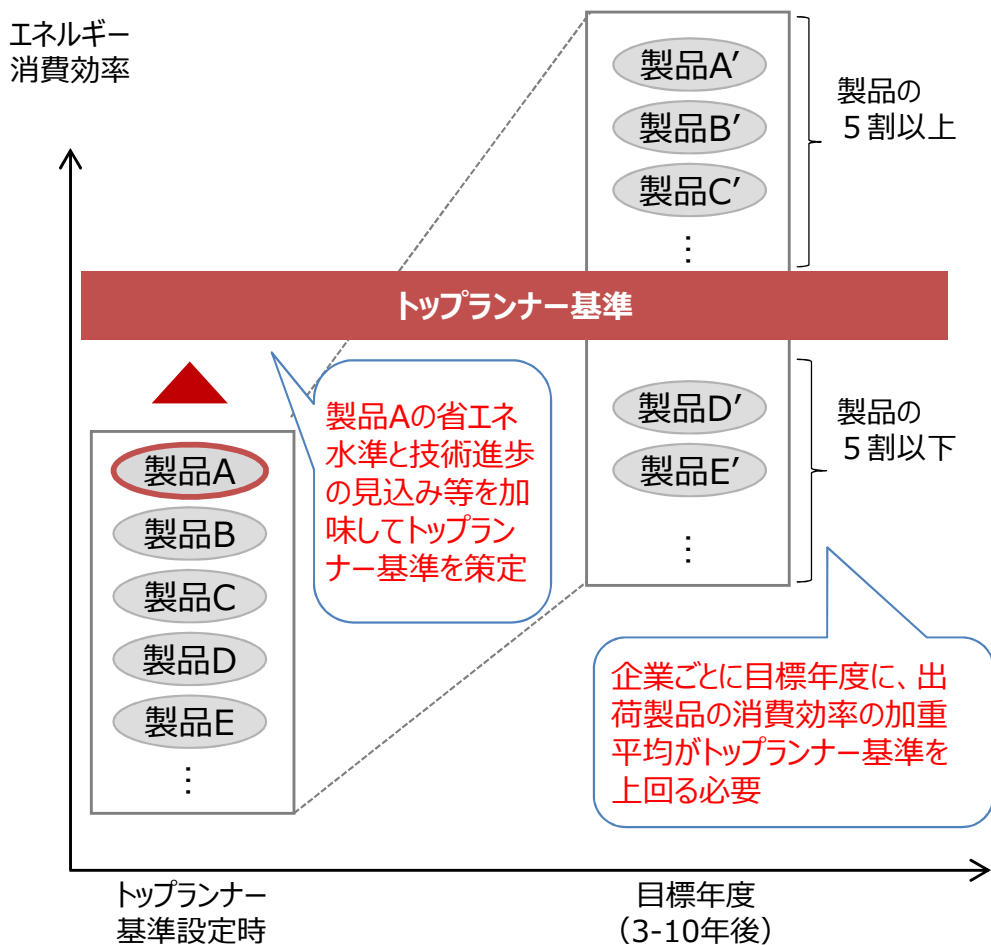 エネルギー
消費効率
製品A′
製品B′
製品C′
…
製品の
５割以上
トップランナー基準
製品A
製品B
製品C
製品D
製品E
…
製品Aの省エネ
水準と技術進歩
の見込み等を加
味してトップラン
ナー基準を策定
製品D′
製品E′
…
製品の
５割以下
企業ごとに目標年度に、出
荷製品の消費効率の加重
平均がトップランナー基準を
上回る必要
トップランナー
基準設定時
目標年度
（3-10年後）